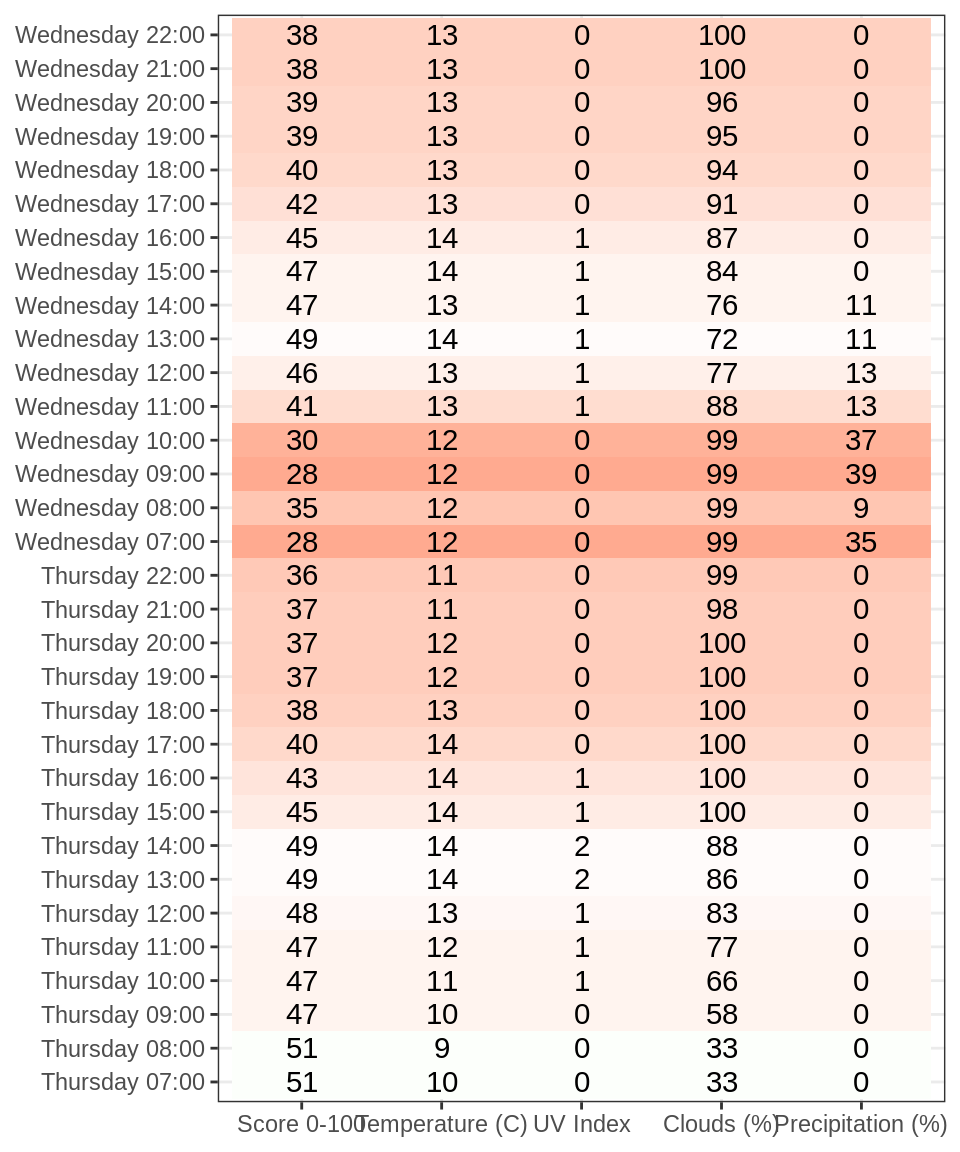 Wednesday 22:00 38 13 0 100 0
Wednesday 21:00 38 13 0 100 0
Wednesday 20:00 39 13 0 96 0
Wednesday 19:00 39 13 0 95 0
Wednesday 18:00 40 13 0 94 0
Wednesday 17:00 42 13 0 91 0
Wednesday 16:00 45 14 1 87 0
Wednesday 15:00 47 14 1 84 0
Wednesday 14:00 47 13 1 76 11
Wednesday 13:00 49 14 1 72 11
Wednesday 12:00 46 13 1 77 13
Wednesday 11:00 41 13 1 88 13
Wednesday 10:00 30 12 0 99 37
Wednesday 09:00 28 12 0 99 39
Wednesday 08:00 35 12 0 99 9
Wednesday 07:00 28 12 0 99 35
Thursday 22:00 36 11 0 99 0
Thursday 21:00 37 11 0 98 0
Thursday 20:00 37 12 0 100 0
Thursday 19:00 37 12 0 100 0
Thursday 18:00 38 13 0 100 0
Thursday 17:00 40 14 0 100 0
Thursday 16:00 43 14 1 100 0
Thursday 15:00 45 14 1 100 0
Thursday 14:00 49 14 2 88 0
Thursday 13:00 49 14 2 86 0
Thursday 12:00 48 13 1 83 0
Thursday 11:00 47 12 1 77 0
Thursday 10:00 47 11 1 66 0
Thursday 09:00 47 10 0 58 0
Thursday 08:00 51 9 0 33 0
Thursday 07:00 51 10 0 33 0
Score 0-100 Temperature (C) UV Index Clouds (%) Precipitation (%)